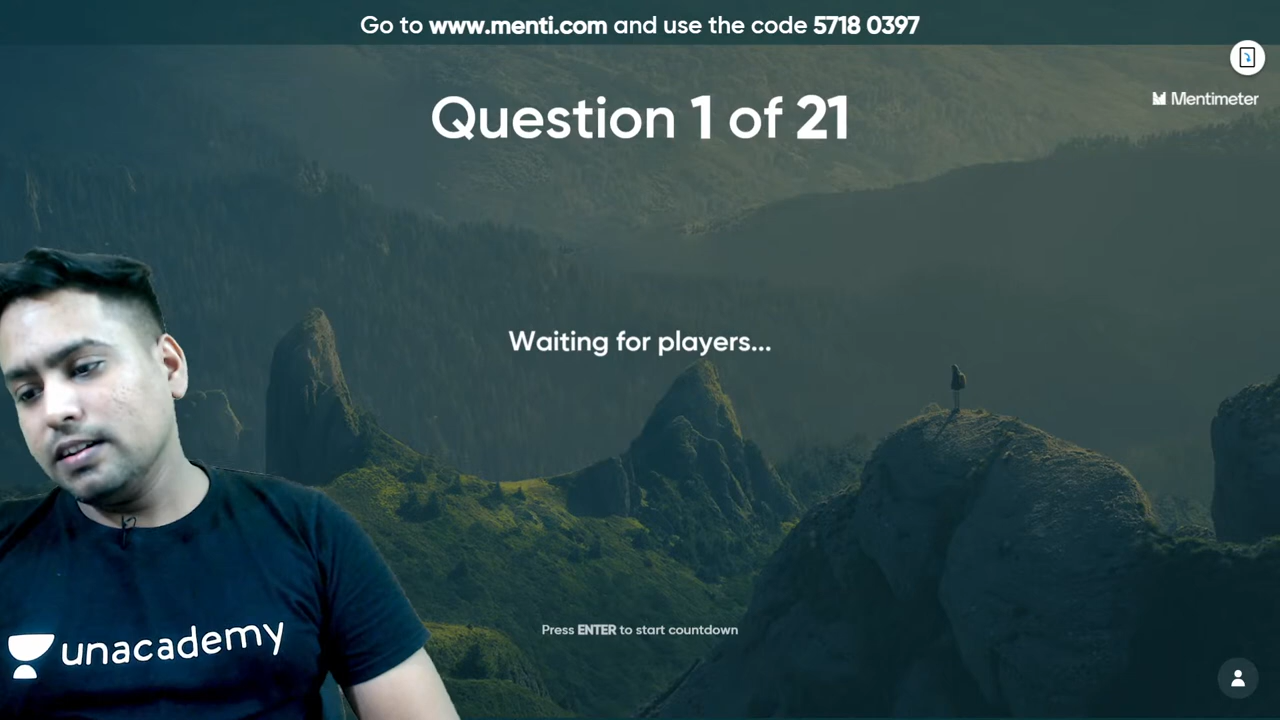 Go to www.menti.com and use the code 5718 0397
Mentimeter
Question 1 of 21
Waiting for players...
Press ENTER to start countdown
unacademy